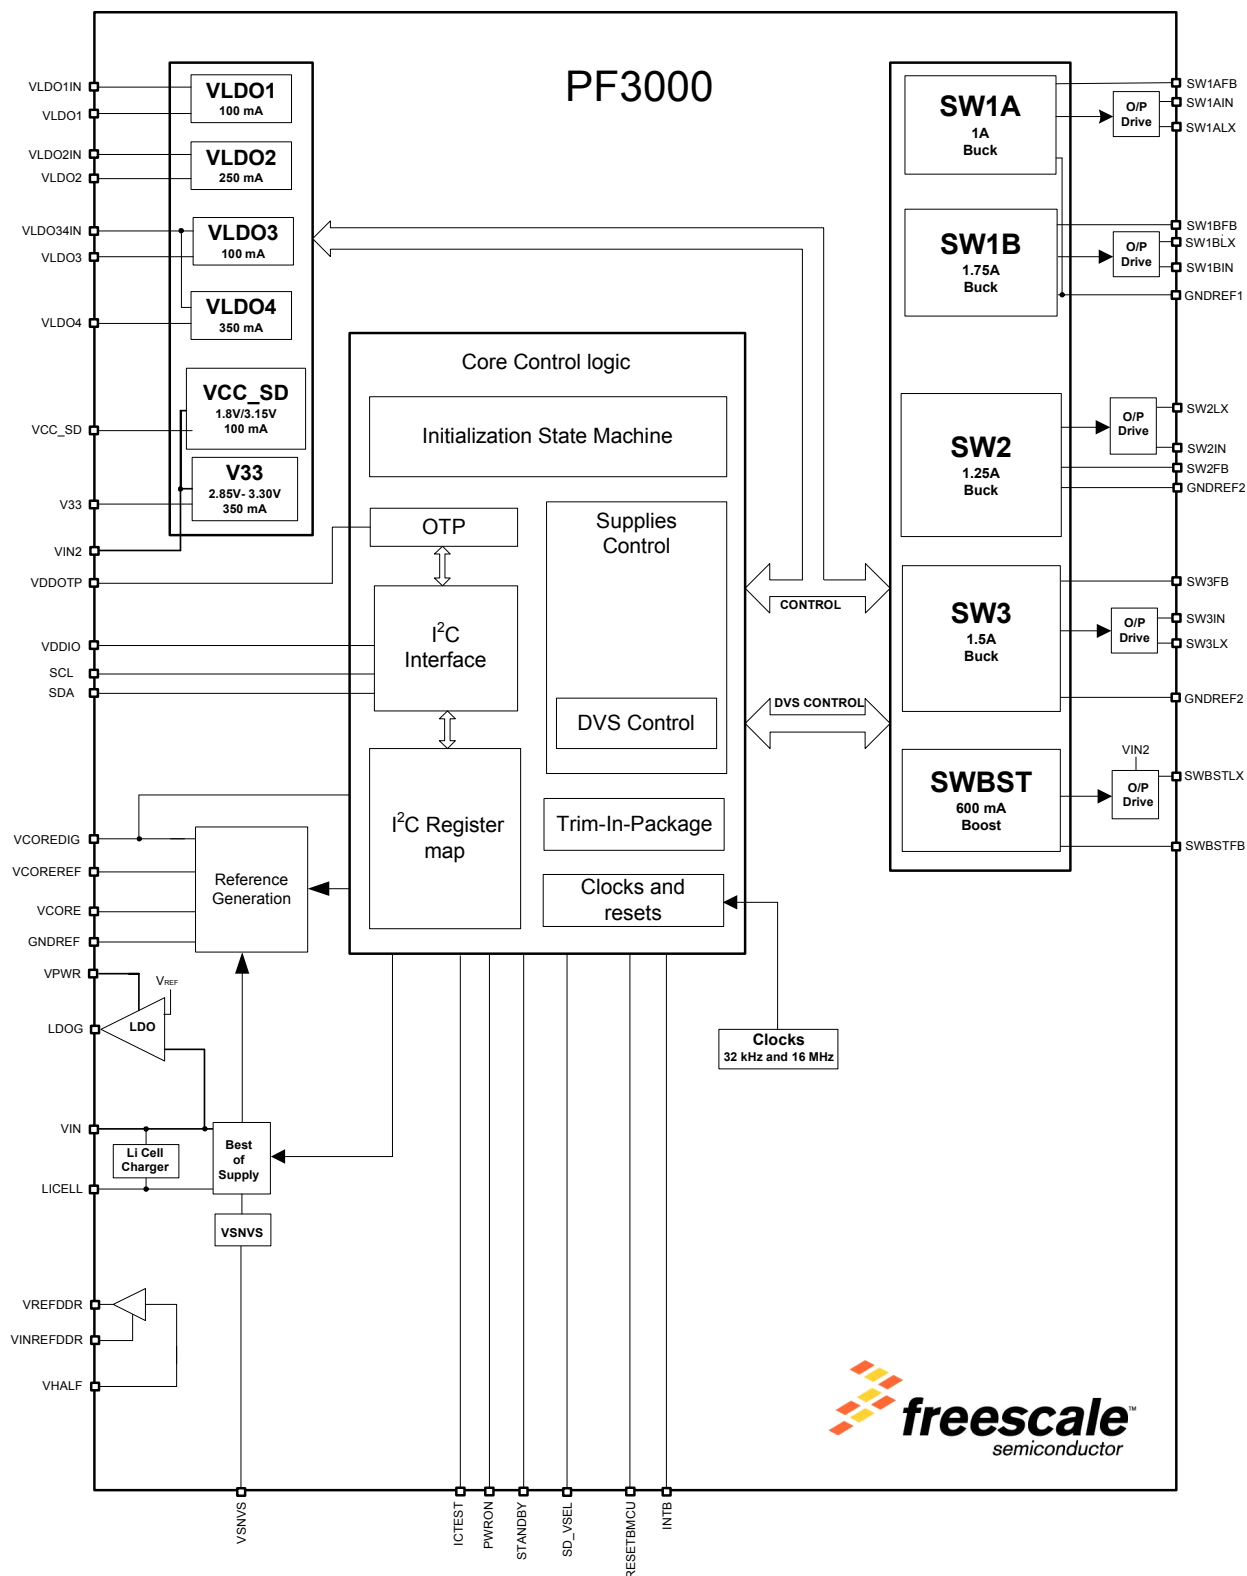 PF3000
VLDO1IN
VLDO1
VLDO2IN
VLDO2
VLDO34IN
VLDO3
VLDO4
VCC_SD
V33
VIN2
VDDOTP
VDDIO
SCL
SDA
VCOREDIG
VCOREREF
VCORE
GNDREF
VPWR
LDOG
VIN
LICELL
VREFDDR
VINREFDDR
VHALF
VLDO1
100 mA
VLDO2
250 mA
VLDO3
100 mA
VLDO4
350 mA
VCC_SD
1.8V/3.15V
100 mA
V33
2.85V- 3.30V
350 mA
Core Control logic
Initialization State Machine
OTP
I²C
Interface
I²C Register
map
Supplies
Control
DVS Control
Trim-In-Package
Clocks and
resets
Reference
Generation
VREF
LDO
Li Cell
Charger
Best
of
Supply
VSNVS
Clocks
32 kHz and 16 MHz
CONTROL
DVS CONTROL
SW1A
1A
Buck
O/P
Drive
SW1B
1.75A
Buck
O/P
Drive
SW2
1.25A
Buck
O/P
Drive
SW3
1.5A
Buck
O/P
Drive
SWBST
600 mA
Boost
VIN2
O/P
Drive
SW1AFB
SW1AIN
SW1ALX
SW1BFB
SW1BLX
SW1BIN
GNDREF1
SW2LX
SW2IN
SW2FB
GNDREF2
SW3FB
SW3IN
SW3LX
GNDREF2
SWBSTLX
SWBSTFB
freescale™
semiconductor
VSNVS
ICTEST
PWRON
STANDBY
SD_VSEL
RESETBMCU
INTB